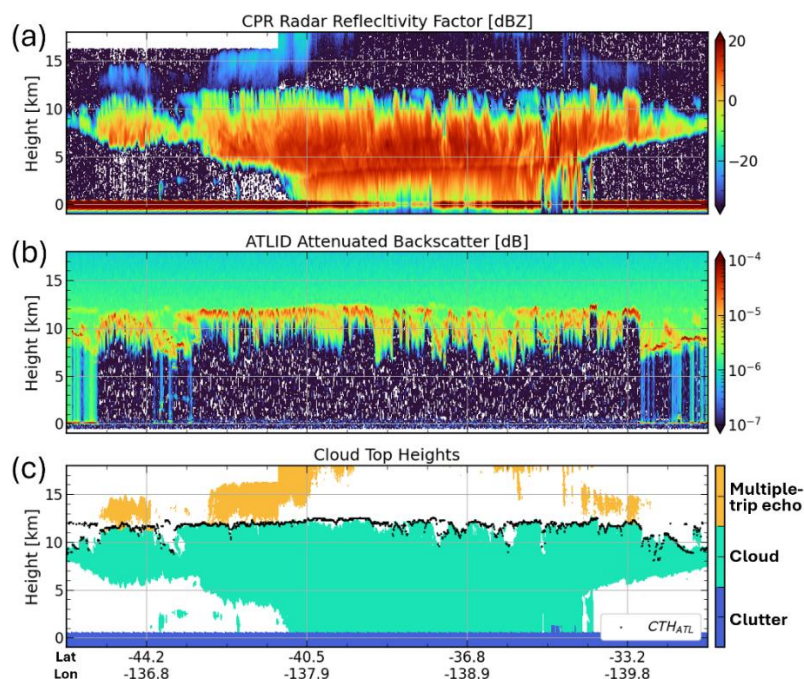 (a)
CPR Radar Reflecltivity Factor [dBZ]
Height [km]
15
10
5
0
20
0
−20
(b)
ATLID Attenuated Backscatter [dB]
Height [km]
15
10
5
0
10⁻⁴
10⁻⁵
10⁻⁶
10⁻⁷
(c)
Cloud Top Heights
Height [km]
15
10
5
0
CTH_ATL
Multiple-
trip echo
Cloud
Clutter
Lat -44.2 -40.5 -36.8 -33.2
Lon -136.8 -137.9 -138.9 -139.8